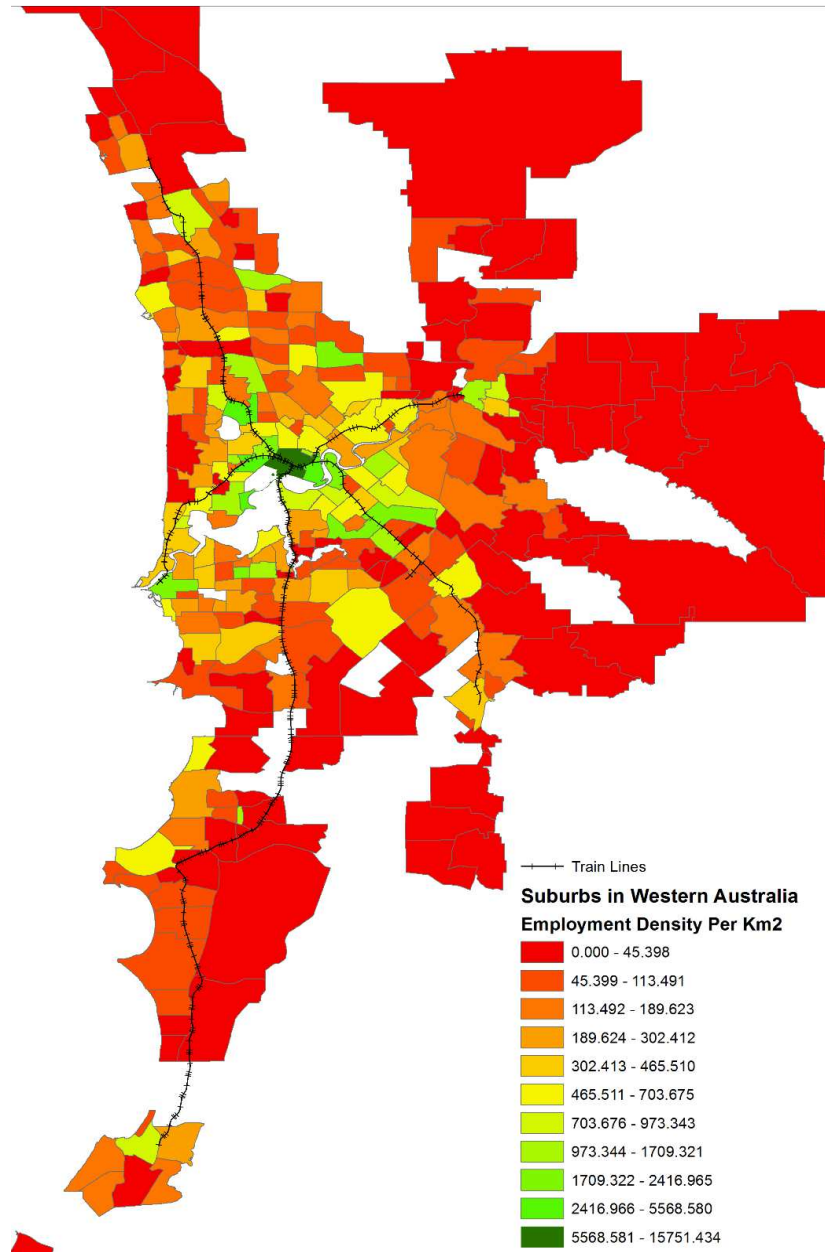 Train Lines
Suburbs in Western Australia
Employment Density Per Km2
0.000 - 45.398
45.399 - 113.491
113.492 - 189.623
189.624 - 302.412
302.413 - 465.510
465.511 - 703.675
703.676 - 973.343
973.344 - 1709.321
1709.322 - 2416.965
2416.966 - 5568.580
5568.581 - 15751.434